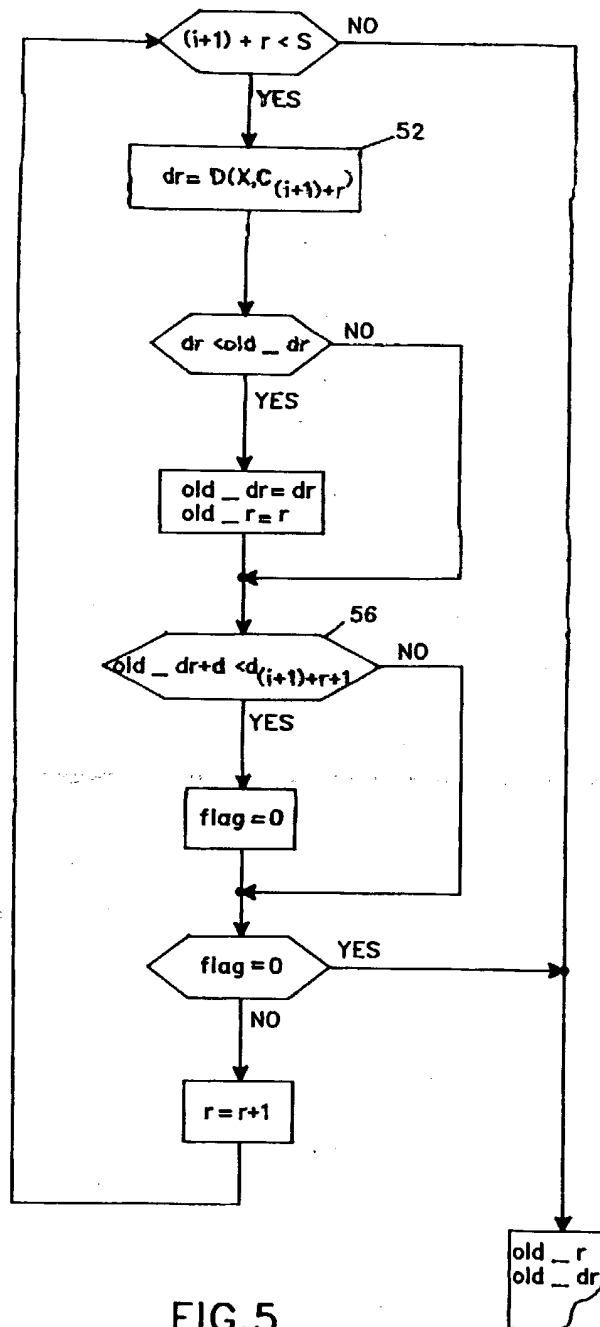 (i+1) + r < S NO
YES
52
dr = D(X,C(i+1)+r)
dr <old _ dr NO
YES
old _ dr = dr
old _ r = r
56
old _ dr+d <d(i+1)+r+1 NO
YES
flag = 0
flag = 0 YES
NO
r = r+1
old _ r
old _ dr
FIG.5